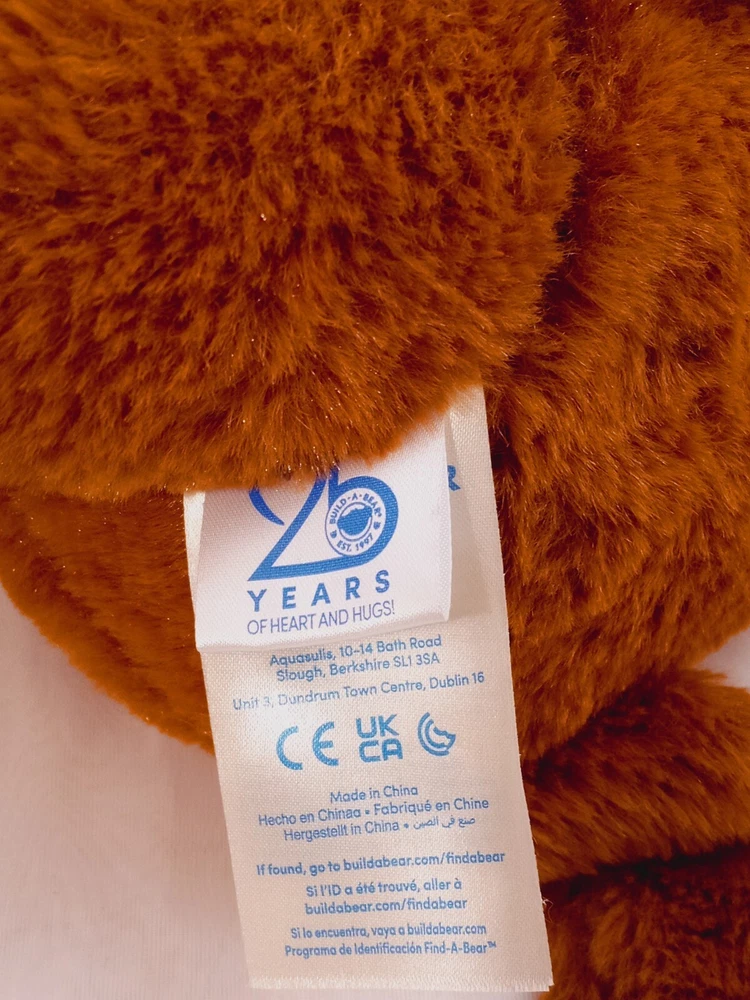 R
25
BUILD-A-BEAR®
EST. 1997
YEARS
OF HEART AND HUGS!
Aquasulis, 10-14 Bath Road
Slough, Berkshire SL1 3SA
Unit 3, Dundrum Town Centre, Dublin 16
CE UK
CA
Made in China
Hecho en Chinaa • Fabriqué en Chine
Hergestellt in China • صنع في الصين
If found, go to buildabear.com/findabear
Si l'ID a été trouvé, aller à
buildabear.com/findabear
Si lo encuentra, vaya a buildabear.com
Programa de Identificación Find-A-Bear™